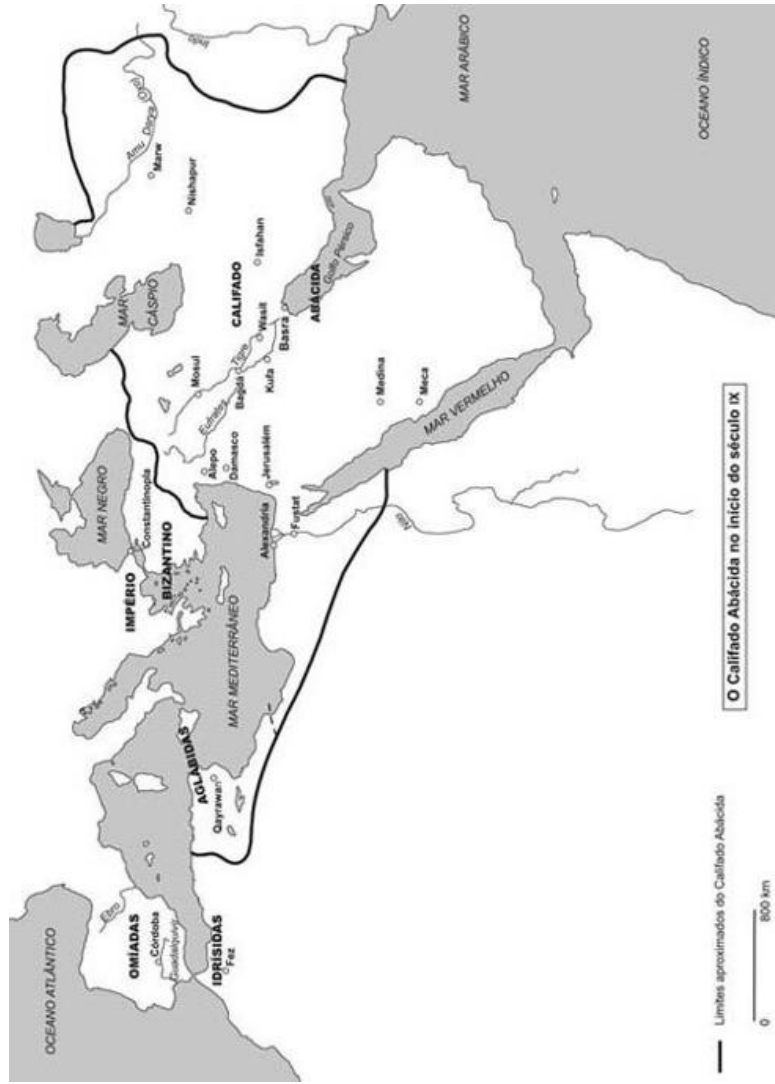 OCEANO ATLÂNTICO
OMÍADAS
Córdoba
Ebro
Guadalquivir
IDRÍSIDAS
Fez
AGLÁBIDAS
Qayrawan
MAR MEDITERRÂNEO
IMPÉRIO
BIZANTINO
Constantinopla
MAR NEGRO
Alexandria
Fustat
Nilo
Jerusalém
Damasco
Alepo
Eufrates
Tigre
Mosul
Bagdá
Kufa
Wasit
Basra
CALIFADO
ABÁCIDA
Isfahan
Golfo Pérsico
MAR
CÁSPIO
Nishapur
Marw
Amu Darya (Oxo)
Indo
Medina
Meca
MAR VERMELHO
MAR ARÁBICO
OCEANO ÍNDICO
O Califado Abácida no início do século IX
Limites aproximados do Califado Abácida
0 800 km